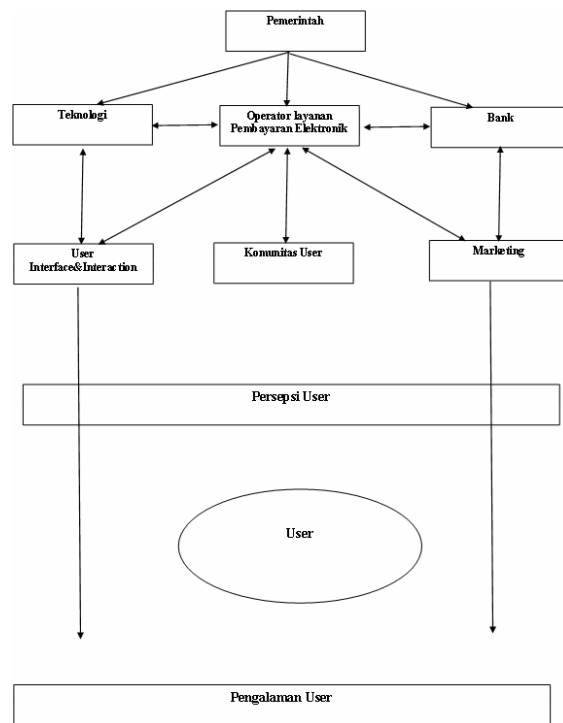 Pemerintah
Teknologi
Operator layanan
Pembayaran Elektronik
Bank
User
Interface&Interaction
Komunitas User
Marketing
Persepsi User
User
Pengalaman User